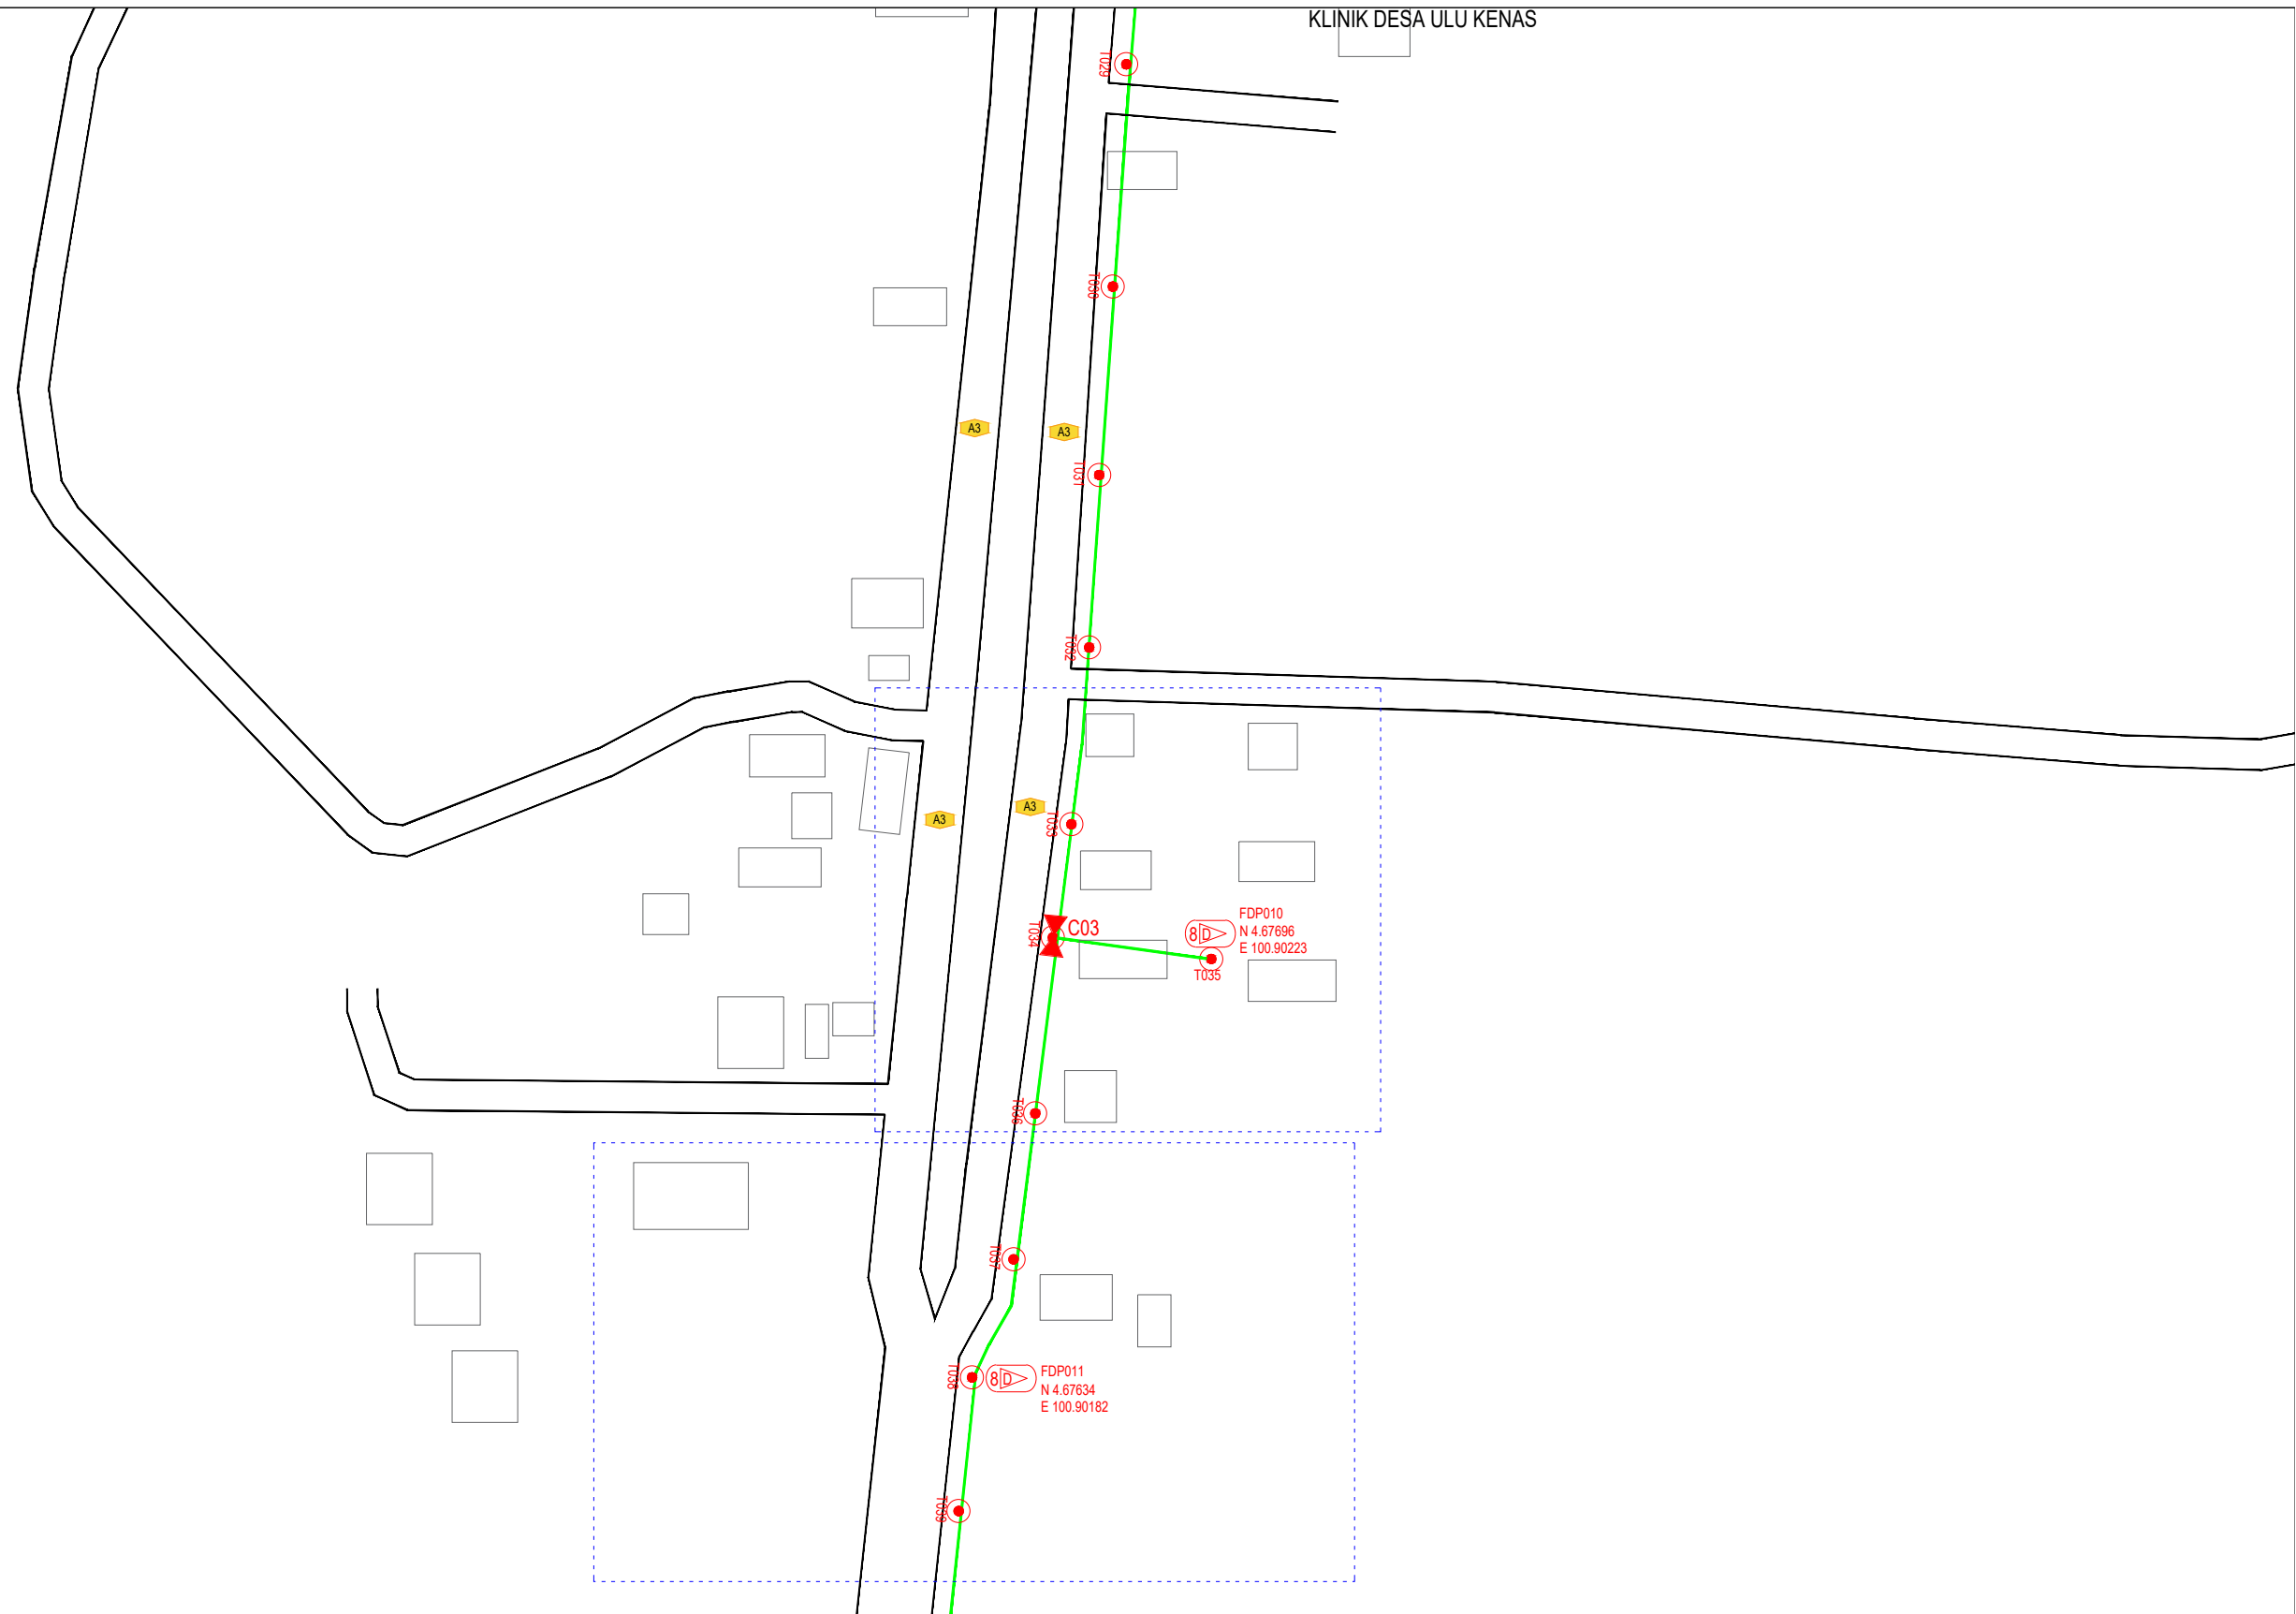 KLINIK DESA ULU KENAS
T029
T030
A3
A3
T031
T032
A3
A3
T033
T034
C03
8 D
FDP010
N 4.67696
E 100.90223
T035
T036
T037
T038
8 D
FDP011
N 4.67634
E 100.90182
T039